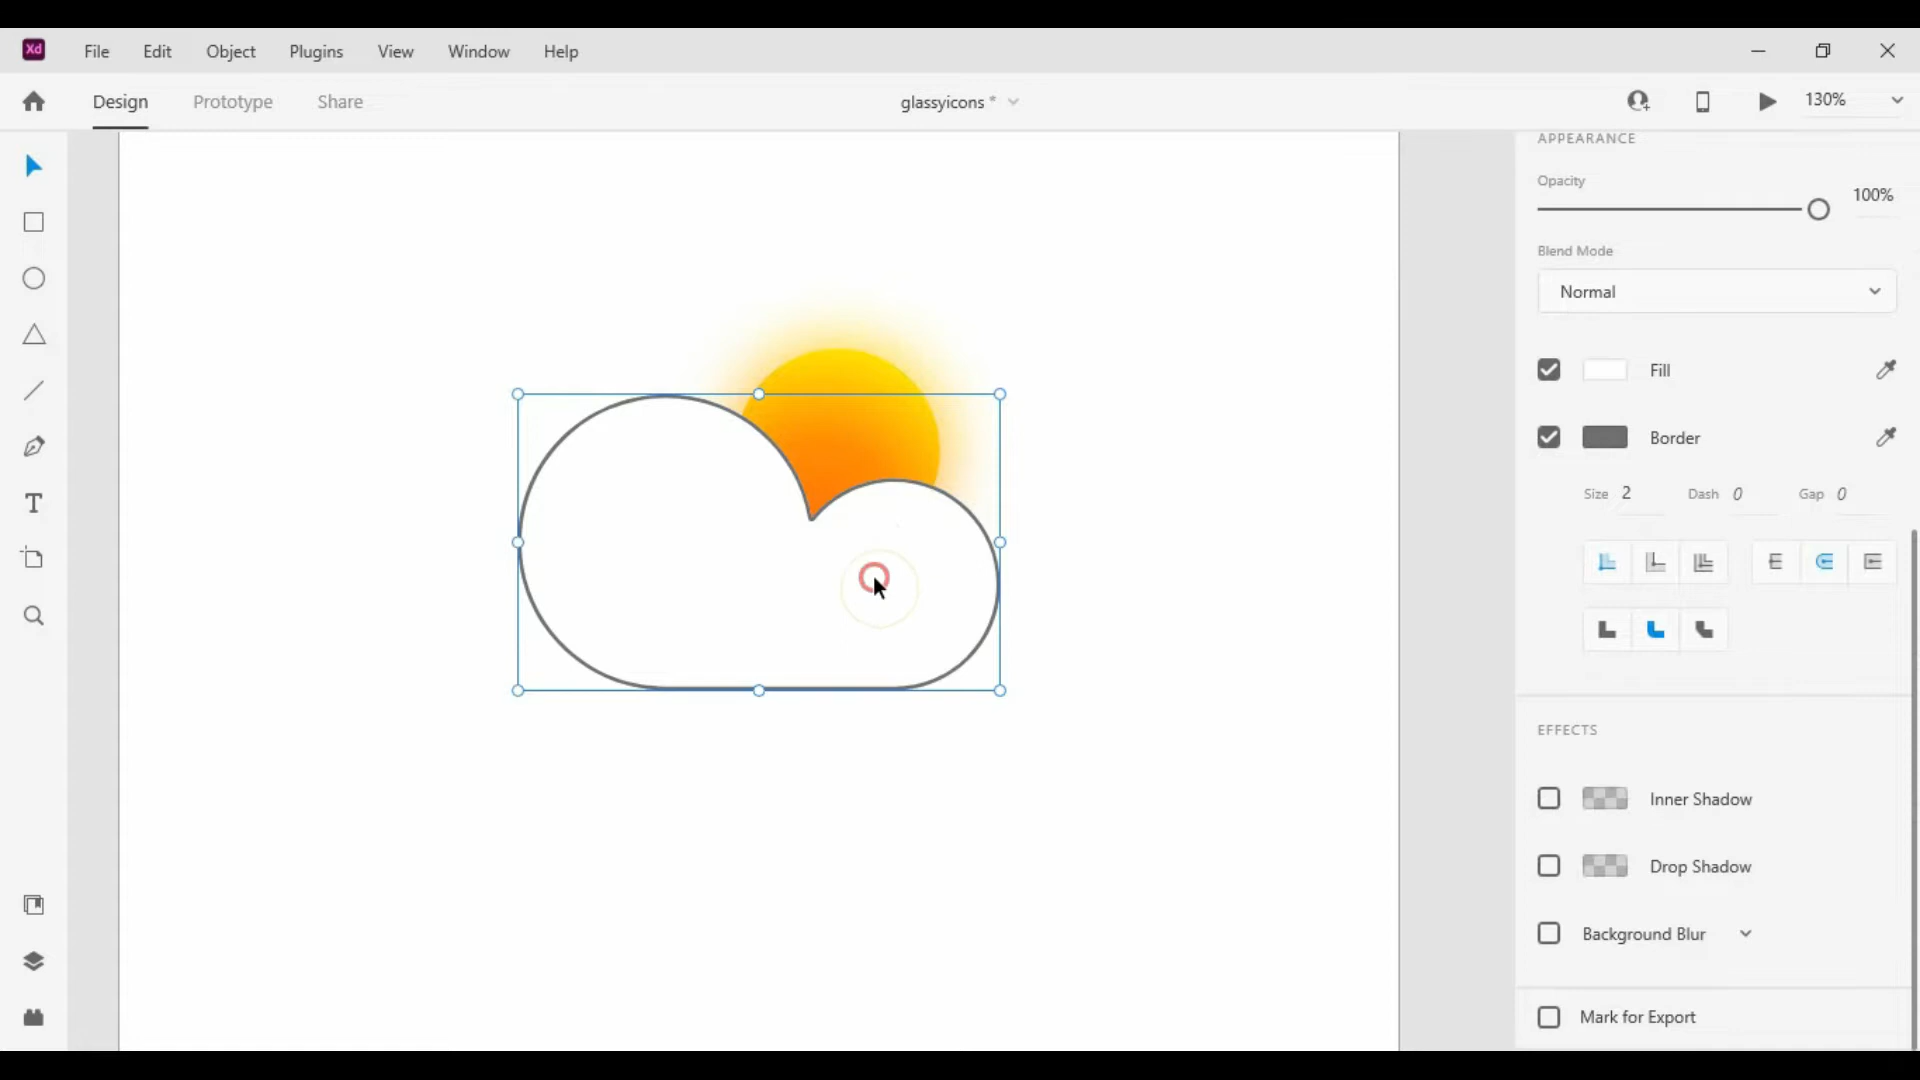 Xd File Edit Object Plugins View Window Help
Design Prototype Share glassyicons * 130%
APPEARANCE
Opacity
100%
Blend Mode
Normal
Fill
Border
Size 2 Dash 0 Gap 0
T
EFFECTS
Inner Shadow
Drop Shadow
Background Blur
Mark for Export